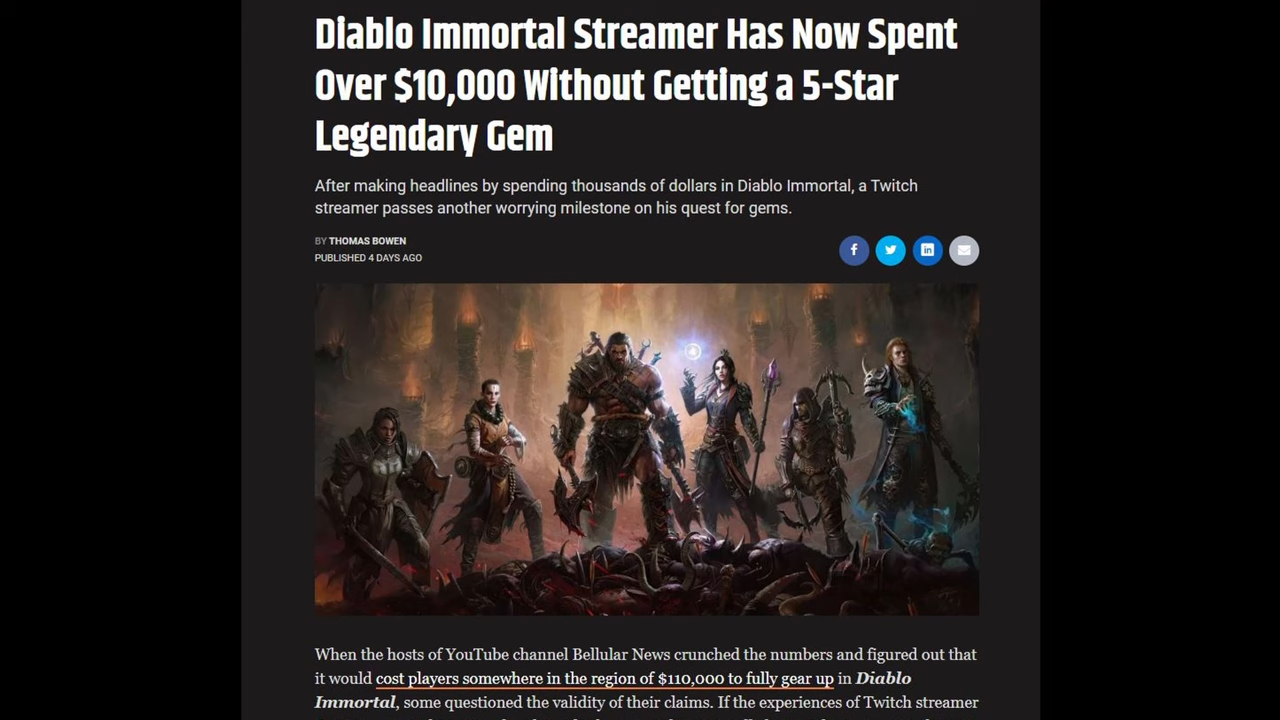 Diablo Immortal Streamer Has Now Spent
Over $10,000 Without Getting a 5-Star
Legendary Gem
After making headlines by spending thousands of dollars in Diablo Immortal, a Twitch
streamer passes another worrying milestone on his quest for gems.
BY THOMAS BOWEN
PUBLISHED 4 DAYS AGO
When the hosts of YouTube channel Bellular News crunched the numbers and figured out that
it would cost players somewhere in the region of $110,000 to fully gear up in Diablo
Immortal, some questioned the validity of their claims. If the experiences of Twitch streamer